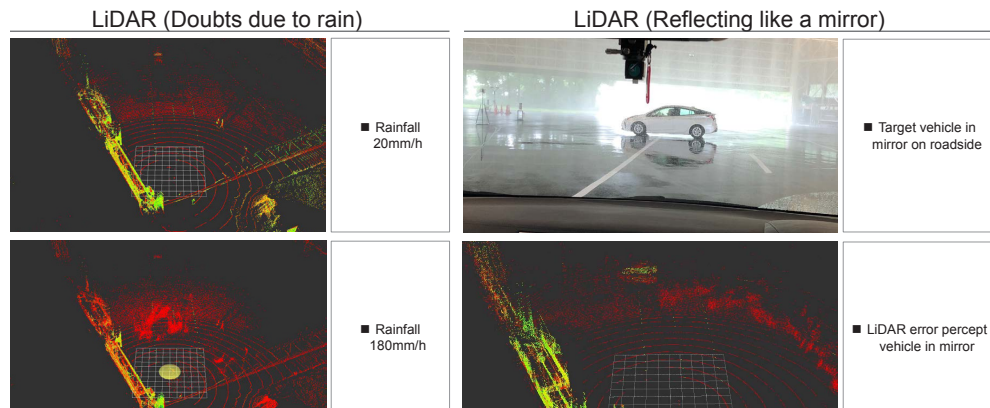 LiDAR (Doubts due to rain)
LiDAR (Reflecting like a mirror)
■ Rainfall
20mm/h
■ Target vehicle in
mirror on roadside
■ Rainfall
180mm/h
■ LiDAR error percept
vehicle in mirror